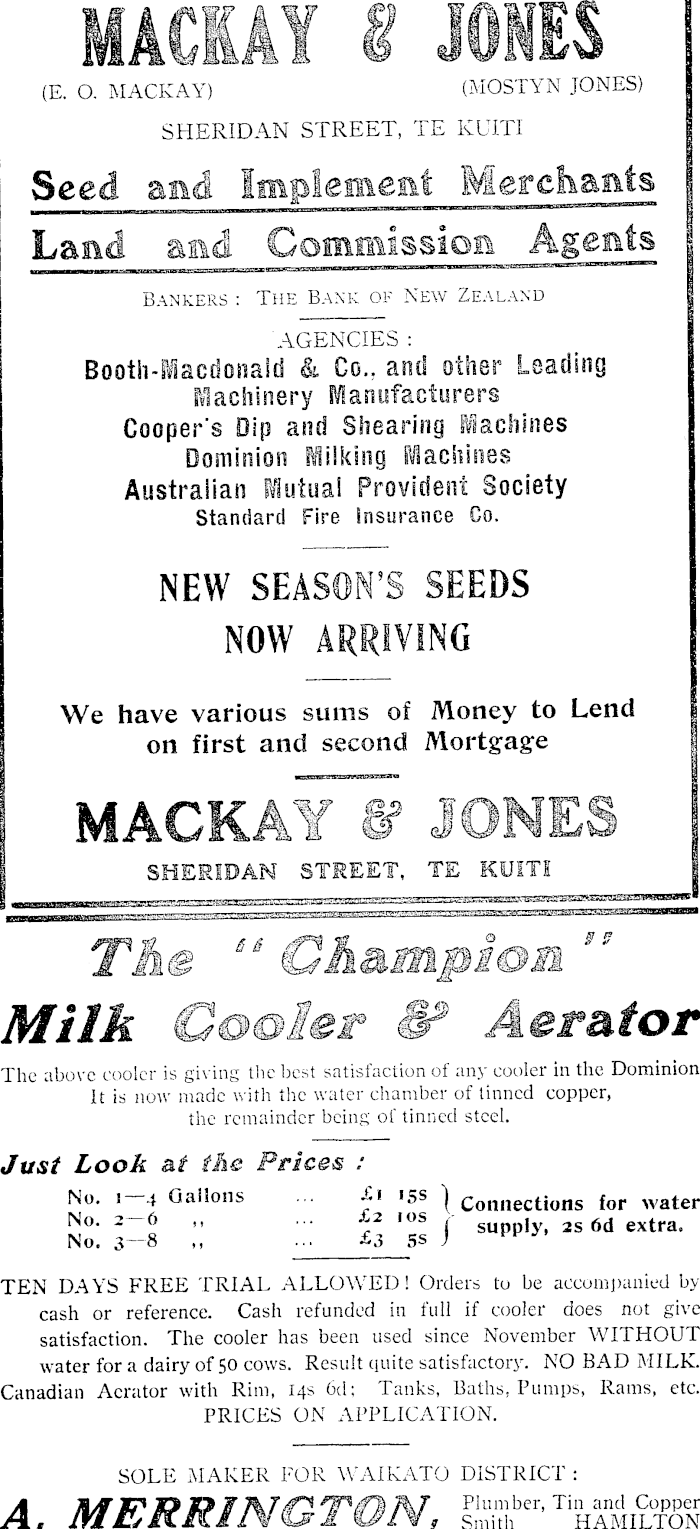 MACKAY & JONES
(E. O. MACKAY) (MOSTYN JONES)
SHERIDAN STREET, TE KUITI
Seed and Implement Merchants
Land and Commission Agents
BANKERS: THE BANK OF NEW ZEALAND
AGENCIES:
Booth-Macdonald & Co., and other Leading
Machinery Manufacturers
Cooper's Dip and Shearing Machines
Dominion Milking Machines
Australian Mutual Provident Society
Standard Fire Insurance Co.
NEW SEASON'S SEEDS
NOW ARRIVING
We have various sums of Money to Lend
on first and second Mortgage
MACKAY & JONES
SHERIDAN STREET, TE KUITI
The "Champion"
Milk Cooler & Aerator
The above cooler is giving the best satisfaction of any cooler in the Dominion
It is now made with the water chamber of tinned copper,
the remainder being of tinned steel.
Just Look at the Prices:
No. 1—4 Gallons ... £1 15s
No. 2—6 ,, ... £2 10s
No. 3—8 ,, ... £3 5s
Connections for water
supply, 2s 6d extra.
TEN DAYS FREE TRIAL ALLOWED! Orders to be accompanied by
cash or reference. Cash refunded in full if cooler does not give
satisfaction. The cooler has been used since November WITHOUT
water for a dairy of 50 cows. Result quite satisfactory. NO BAD MILK.
Canadian Aerator with Rim, 14s 6d; Tanks, Baths, Pumps, Rams, etc.
PRICES ON APPLICATION.
SOLE MAKER FOR WAIKATO DISTRICT:
A. MERRINGTON, Plumber, Tin and Copper
Smith HAMILTON